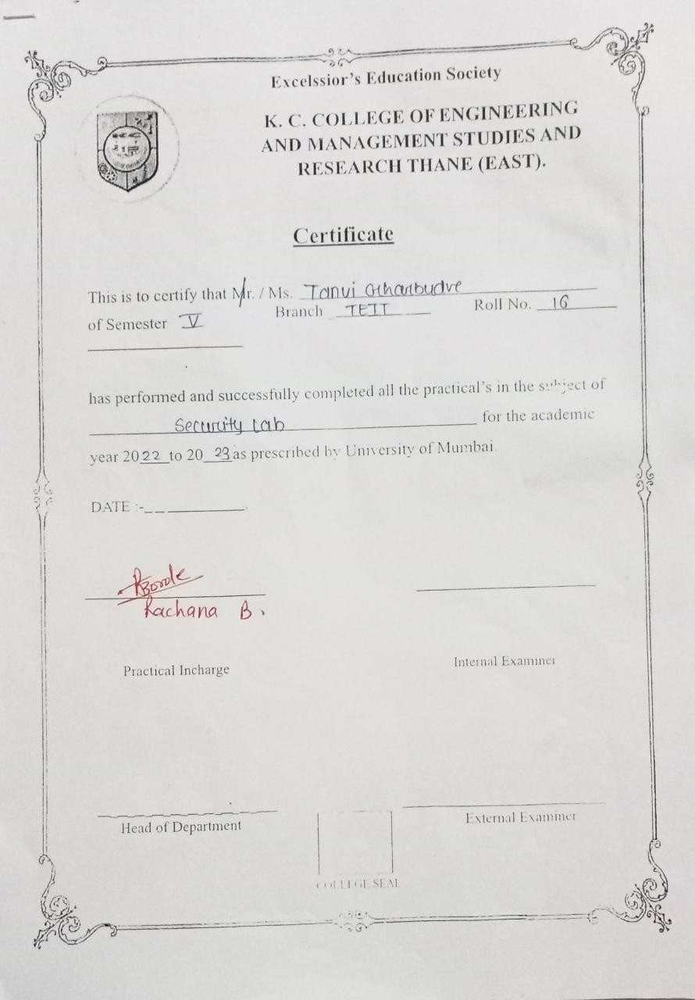 Excelssior's Education Society
K. C. COLLEGE OF ENGINEERING
AND MANAGEMENT STUDIES AND
RESEARCH THANE (EAST).
Certificate
This is to certify that Mr. / Ms. Tanvi
of Semester V Branch TEIT Roll No. 16
has performed and successfully completed all the practical's in the subject of
Security Lab for the academic
year 2022 to 2023 as prescribed by University of Mumbai.
DATE :-
RBorole
Rachana B.
Practical Incharge Internal Examiner
Head of Department External Examiner
COLLEGE SEAL